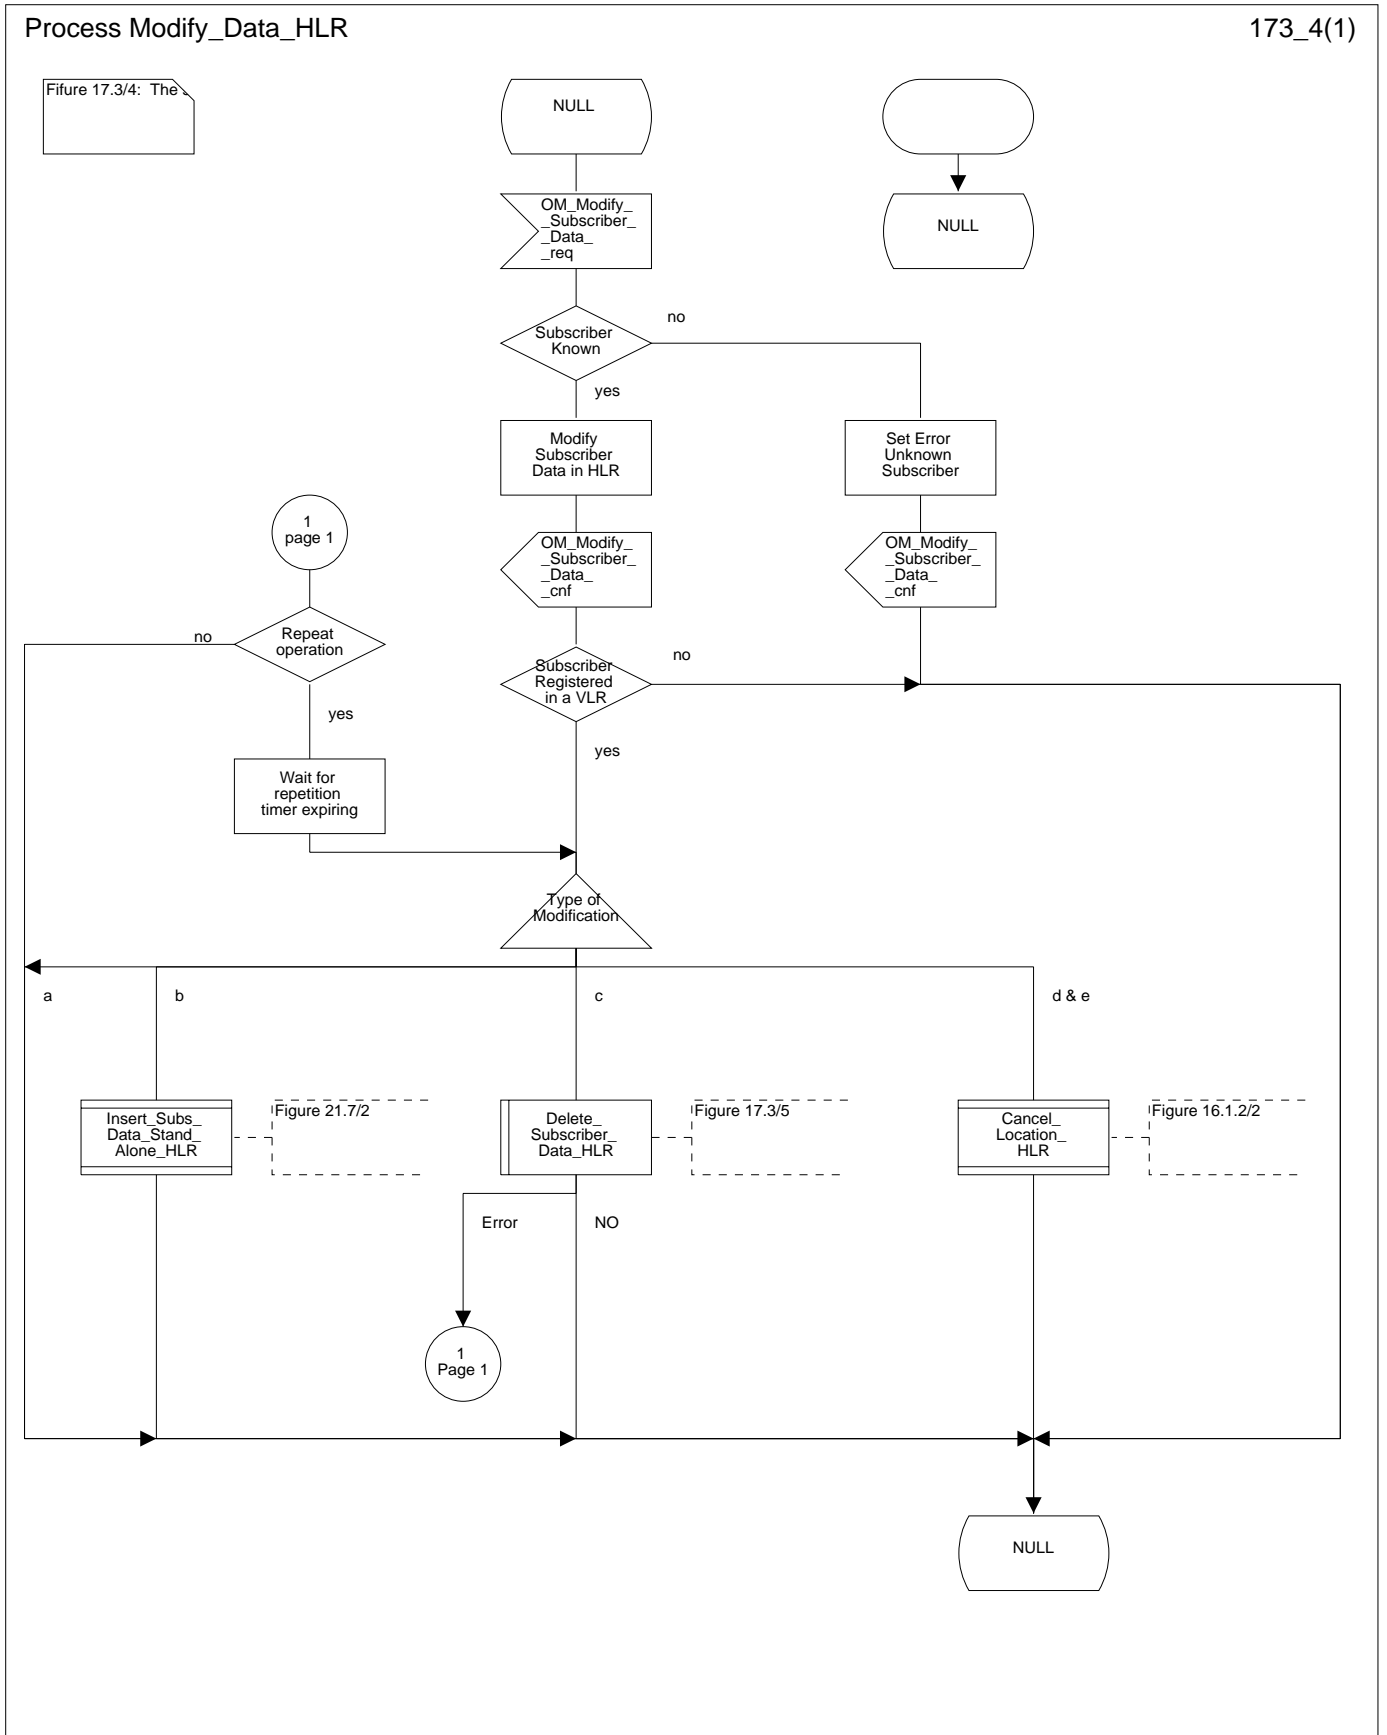 Process Modify_Data_HLR
173_4(1)
Fifure 17.3/4: The
NULL
OM_Modify_
_Subscriber_
_Data_
_req
NULL
Subscriber
Known
no
yes
Modify
Subscriber
Data in HLR
Set Error
Unknown
Subscriber
1
page 1
OM_Modify_
_Subscriber_
_Data_
_cnf
OM_Modify_
_Subscriber_
_Data_
_cnf
no
Repeat
operation
yes
Subscriber
Registered
in a VLR
no
yes
Wait for
repetition
timer expiring
Type of
Modification
a
b
c
d & e
Insert_Subs_
Data_Stand_
Alone_HLR
Figure 21.7/2
Delete_
Subscriber_
Data_HLR
Figure 17.3/5
Cancel_
Location_
HLR
Figure 16.1.2/2
Error
NO
1
Page 1
NULL